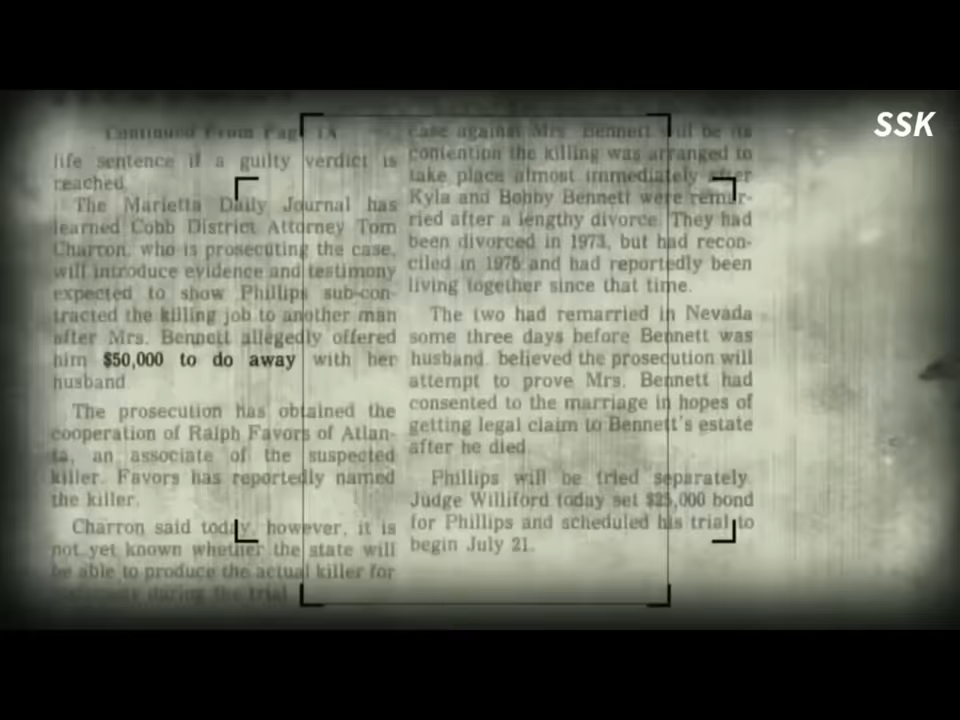 SSK
Continued From Page 1A
life sentence if a guilty verdict is
reached.
The Marietta Daily Journal has
learned Cobb District Attorney Tom
Charron, who is prosecuting the case,
will introduce evidence and testimony
expected to show Phillips sub-con-
tracted the killing job to another man
after Mrs. Bennett allegedly offered
him $50,000 to do away with her
husband.
The prosecution has obtained the
cooperation of Ralph Favors of Atlan-
ta, an associate of the suspected
killer. Favors has reportedly named
the killer.
Charron said today, however, it is
not yet known whether the state will
be able to produce the actual killer for
testimony during the trial.
case against Mrs. Bennett will be its
contention the killing was arranged to
take place almost immediately after
Kyla and Bobby Bennett were remar-
ried after a lengthy divorce. They had
been divorced in 1973, but had recon-
ciled in 1975 and had reportedly been
living together since that time.
The two had remarried in Nevada
some three days before Bennett was
husband. believed the prosecution will
attempt to prove Mrs. Bennett had
consented to the marriage in hopes of
getting legal claim to Bennett's estate
after he died.
Phillips will be tried separately.
Judge Williford today set $25,000 bond
for Phillips and scheduled his trial to
begin July 21.